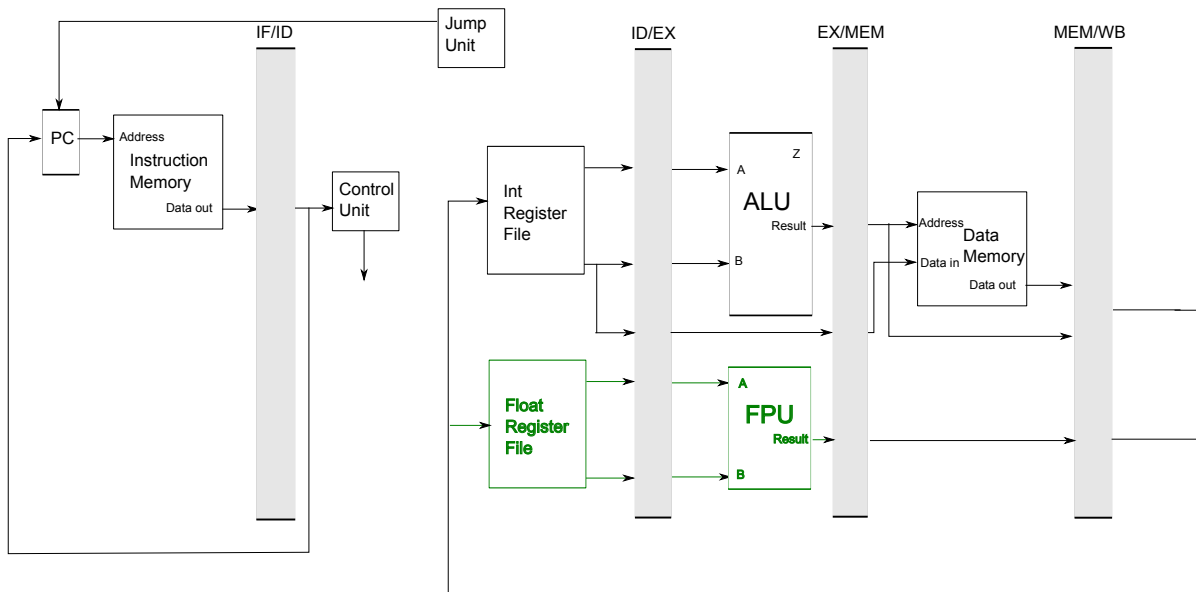 Jump
Unit
IF/ID
ID/EX
EX/MEM
MEM/WB
PC
Address
Instruction
Memory
Data out
Control
Unit
Int
Register
File
A
Z
ALU
Result
B
Address
Data
Memory
Data in
Data out
Float
Register
File
A
FPU
Result
B